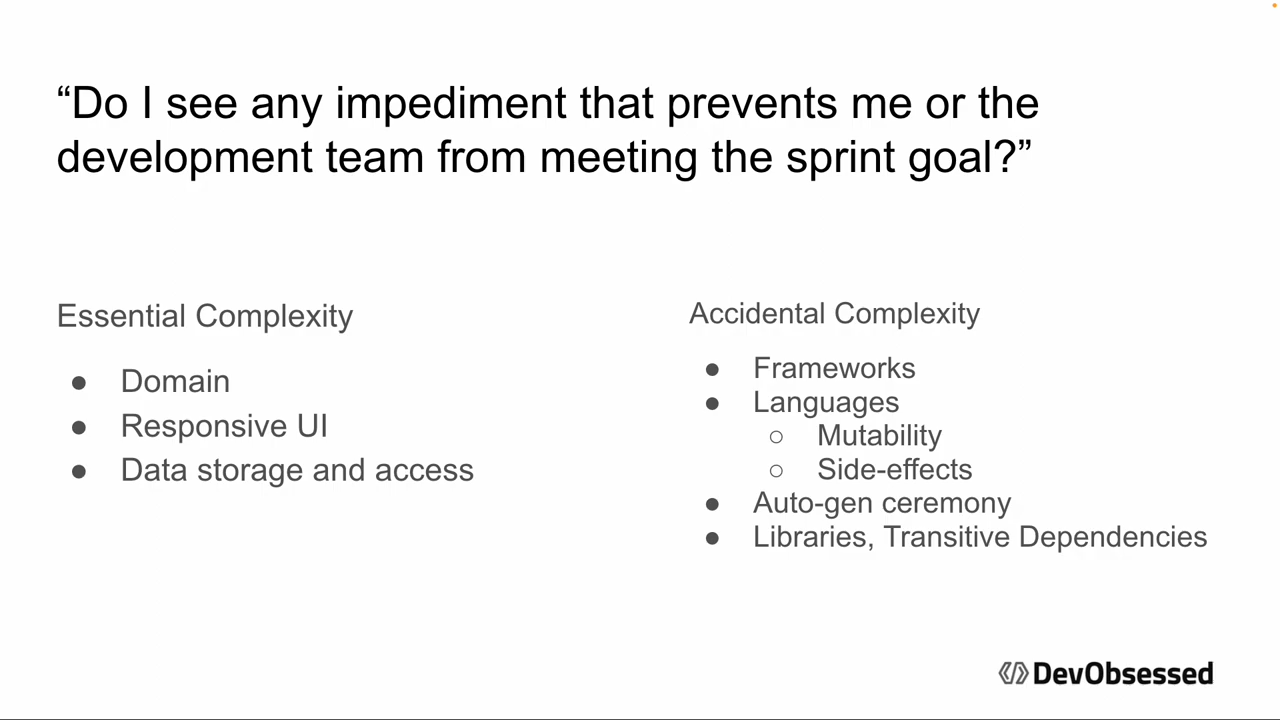 “Do I see any impediment that prevents me or the
development team from meeting the sprint goal?”
Essential Complexity
● Domain
● Responsive UI
● Data storage and access
Accidental Complexity
● Frameworks
● Languages
○ Mutability
○ Side-effects
● Auto-gen ceremony
● Libraries, Transitive Dependencies
DevObsessed